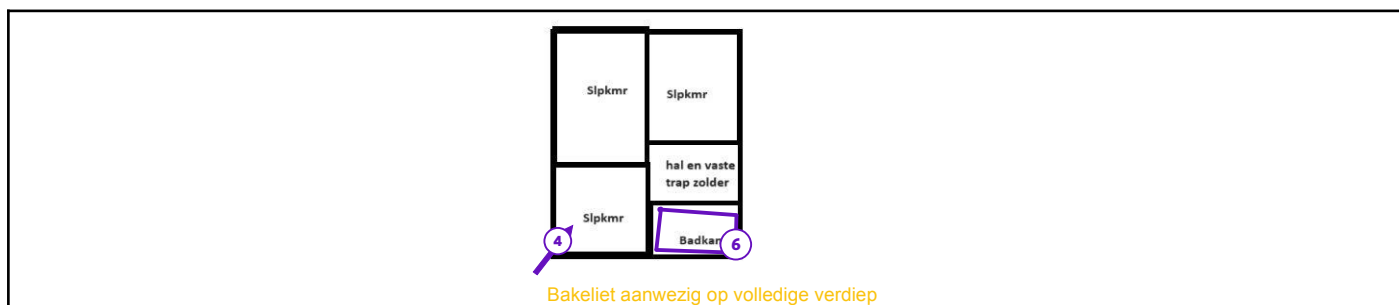 Slpkmr
Slpkmr
hal en vaste
trap zolder
Slpkmr
4
Badkam
6
Bakeliet aanwezig op volledige verdiep